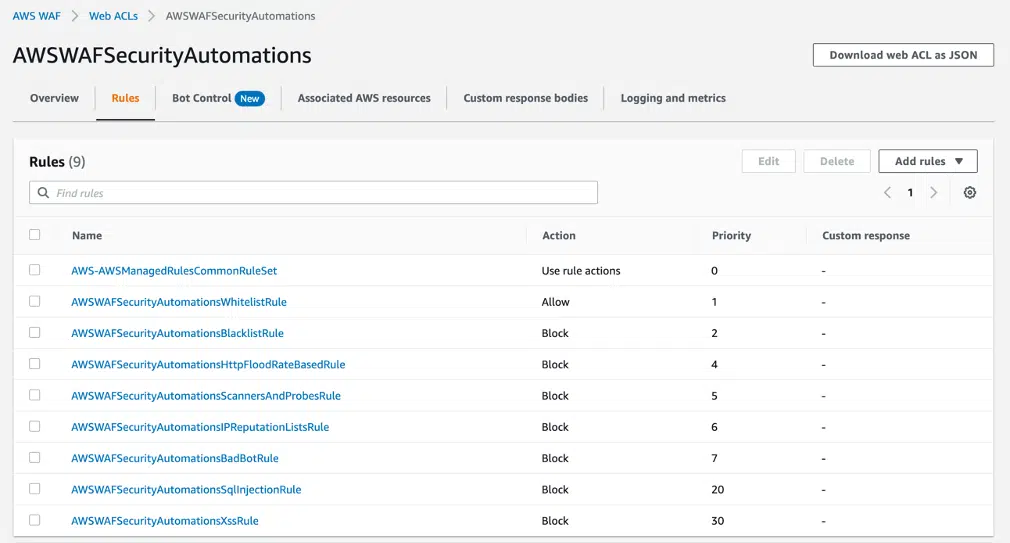 AWS WAF > Web ACLs > AWSWAFSecurityAutomations
AWSWAFSecurityAutomations Download web ACL as JSON
Overview Rules Bot Control New Associated AWS resources Custom response bodies Logging and metrics
Rules (9) Edit Delete Add rules
Find rules < 1 >
Name Action Priority Custom response
AWS-AWSManagedRulesCommonRuleSet Use rule actions 0 -
AWSWAFSecurityAutomationsWhitelistRule Allow 1 -
AWSWAFSecurityAutomationsBlacklistRule Block 2 -
AWSWAFSecurityAutomationsHttpFloodRateBasedRule Block 4 -
AWSWAFSecurityAutomationsScannersAndProbesRule Block 5 -
AWSWAFSecurityAutomationsIPReputationListsRule Block 6 -
AWSWAFSecurityAutomationsBadBotRule Block 7 -
AWSWAFSecurityAutomationsSqlInjectionRule Block 20 -
AWSWAFSecurityAutomationsXssRule Block 30 -